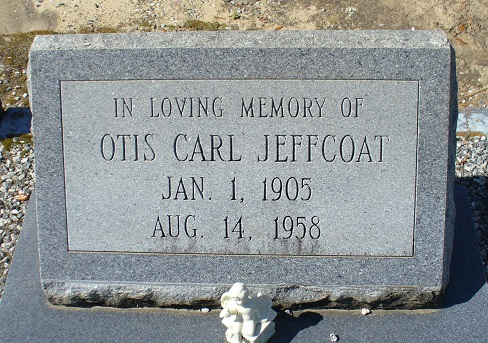 IN LOVING MEMORY OF
OTIS CARL JEFFCOAT
JAN. 1, 1905
AUG. 14, 1958